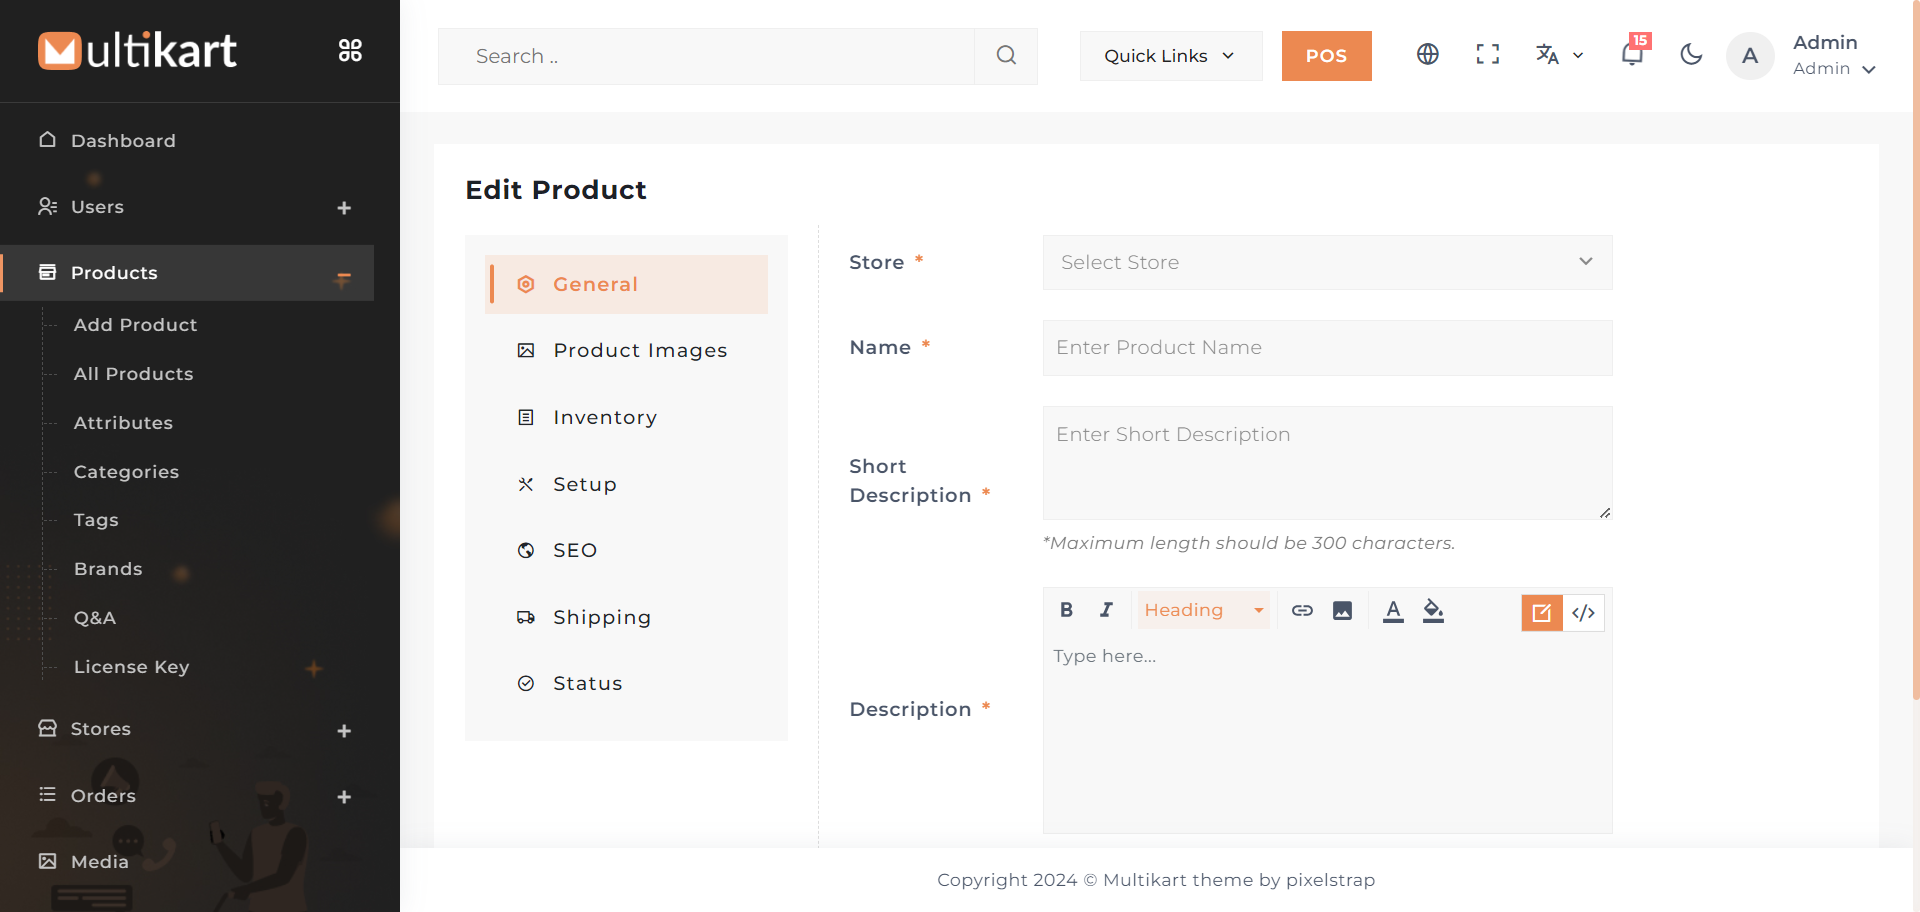 Multikart
Search ..
Quick Links
POS
15
A
Admin
Admin
Dashboard
Users
Products
Add Product
All Products
Attributes
Categories
Tags
Brands
Q&A
License Key
Stores
Orders
Media
Edit Product
General
Product Images
Inventory
Setup
SEO
Shipping
Status
Store *
Select Store
Name *
Enter Product Name
Short
Description *
Enter Short Description
*Maximum length should be 300 characters.
Description *
B I Heading A </>
Type here...
Copyright 2024 © Multikart theme by pixelstrap